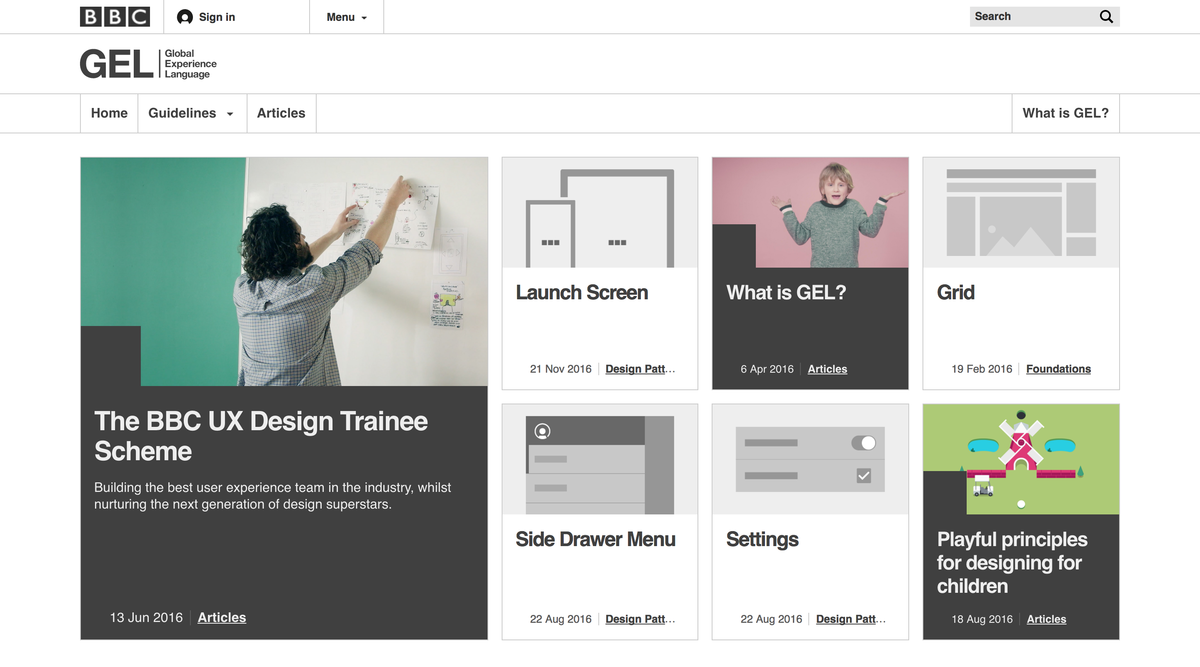 BBC
Sign in
Menu
Search
GEL
Global
Experience
Language
Home
Guidelines
Articles
What is GEL?
The BBC UX Design Trainee
Scheme
Building the best user experience team in the industry, whilst
nurturing the next generation of design superstars.
13 Jun 2016
Articles
Launch Screen
21 Nov 2016
Design Patt...
What is GEL?
6 Apr 2016
Articles
Grid
19 Feb 2016
Foundations
Side Drawer Menu
22 Aug 2016
Design Patt...
Settings
22 Aug 2016
Design Patt...
Playful principles
for designing for
children
18 Aug 2016
Articles